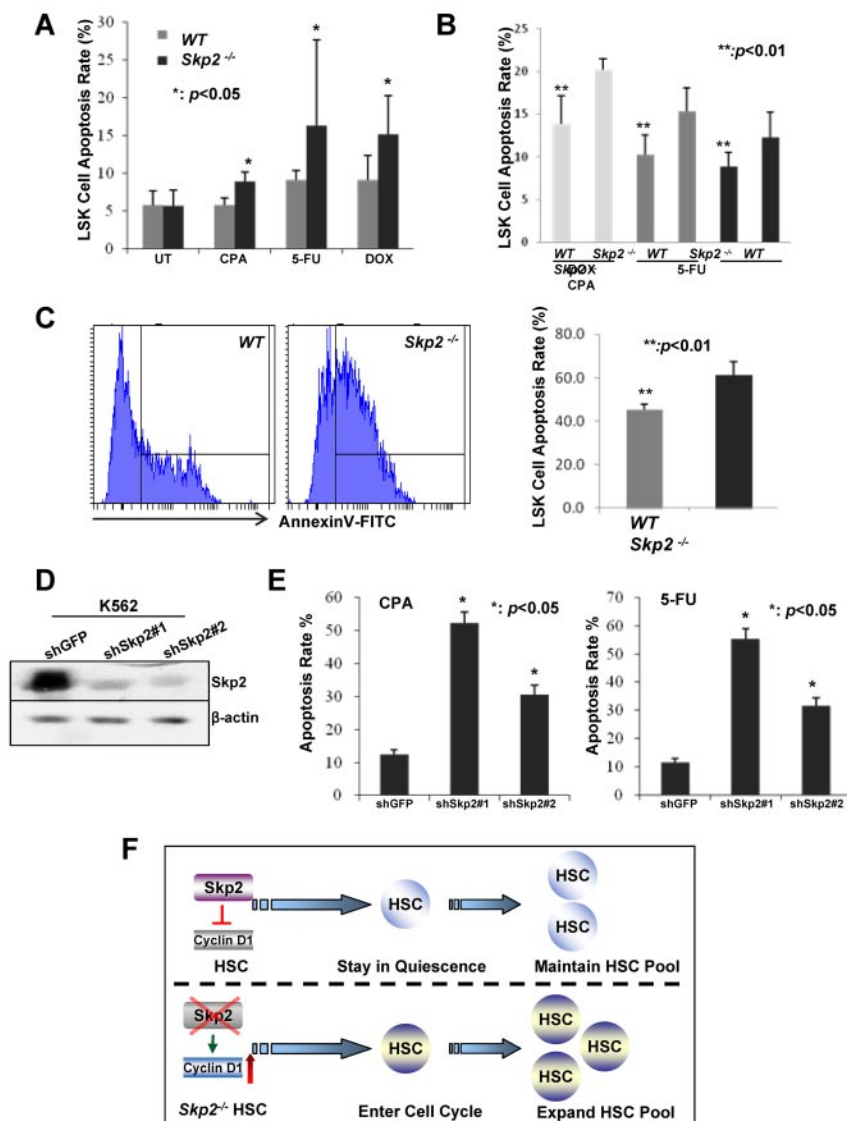 A
LSK Cell Apoptosis Rate (%)
30
25
20
15
10
5
0
WT
Skp2 -/-
*: p<0.05
*
*
*
UT CPA 5-FU DOX
B
LSK Cell Apoptosis Rate (%)
25
20
15
10
5
0
**:p<0.01
**
**
**
WT Skp2 -/- WT Skp2 -/- WT
DOX 5-FU
CPA
C
WT
Skp2 -/-
AnnexinV-FITC
LSK Cell Apoptosis Rate (%)
80.0
60.0
40.0
20.0
0.0
**:p<0.01
**
WT
Skp2 -/-
D
K562
shGFP shSkp2#1 shSkp2#2
Skp2
β-actin
E
Apoptosis Rate %
60
50
40
30
20
10
0
CPA
*: p<0.05
*
*
shGFP shSkp2#1 shSkp2#2
Apoptosis Rate %
70
60
50
40
30
20
10
0
5-FU
*: p<0.05
*
*
shGFP shSkp2#1 shSkp2#2
F
Skp2
Cyclin D1
HSC
HSC
HSC
HSC
Stay in Quiescence
Maintain HSC Pool
Skp2
Cyclin D1
Skp2-/- HSC
HSC
HSC
HSC
HSC
Enter Cell Cycle
Expand HSC Pool